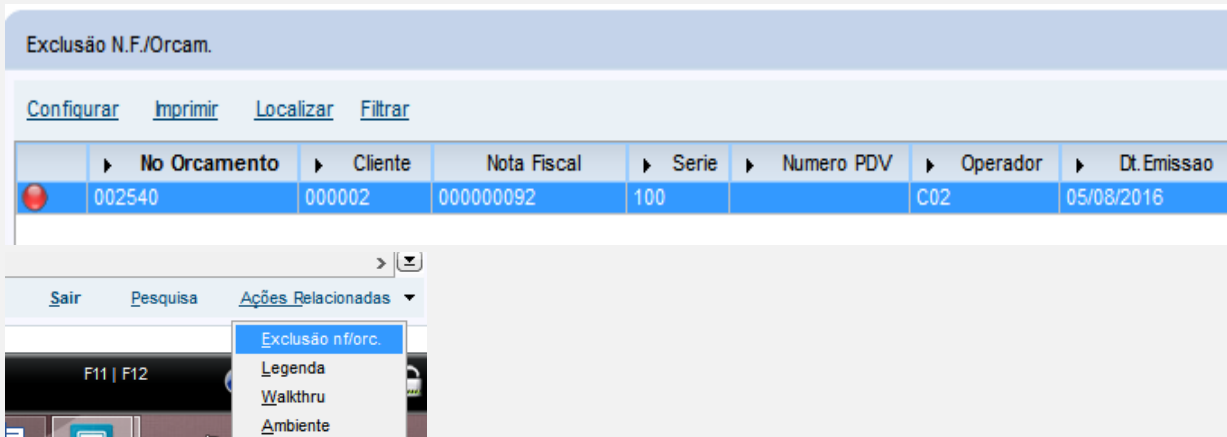 Exclusão N.F./Orcam.
Configurar Imprimir Localizar Filtrar
No Orcamento Cliente Nota Fiscal Serie Numero PDV Operador Dt.Emissao
002540 000002 000000092 100 C02 05/08/2016
Sair Pesquisa Ações Relacionadas
Exclusão nf/orc.
F11 | F12
Legenda
Walkthru
Ambiente